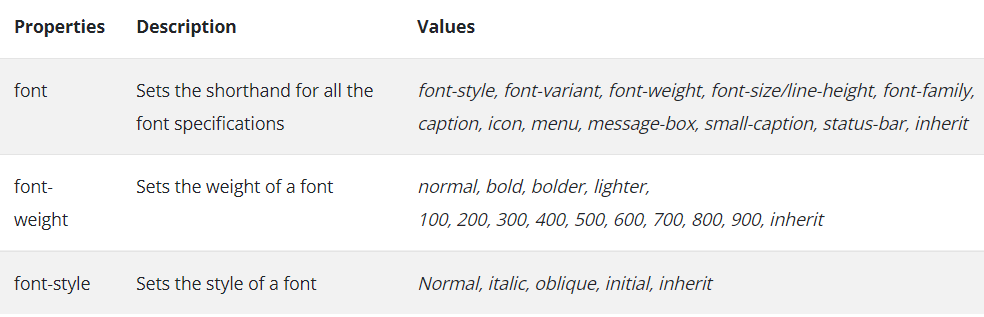 Properties Description Values
font Sets the shorthand for all the font-style, font-variant, font-weight, font-size/line-height, font-family,
font specifications caption, icon, menu, message-box, small-caption, status-bar, inherit
font- Sets the weight of a font normal, bold, bolder, lighter,
weight 100, 200, 300, 400, 500, 600, 700, 800, 900, inherit
font-style Sets the style of a font Normal, italic, oblique, initial, inherit